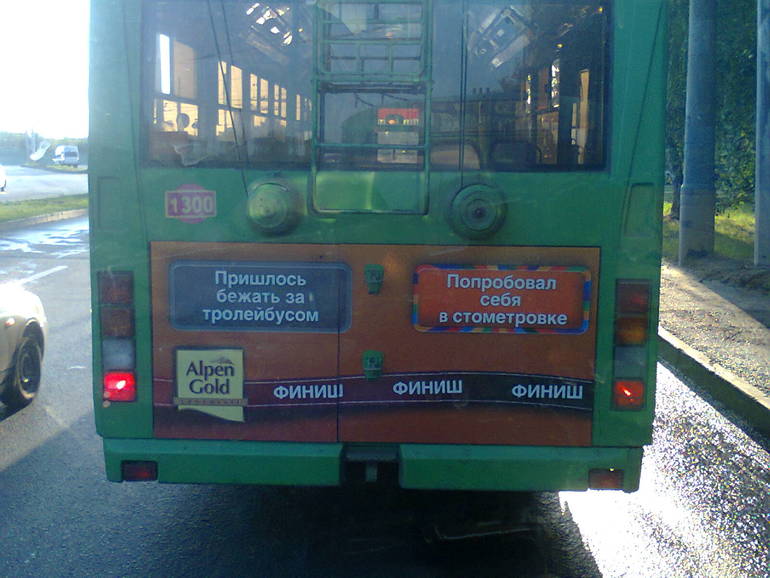 1300
Пришлось
бежать за
тролейбусом
Попробовал
себя
в стометровке
Alpen
Gold
ФИНИШ ФИНИШ ФИНИШ